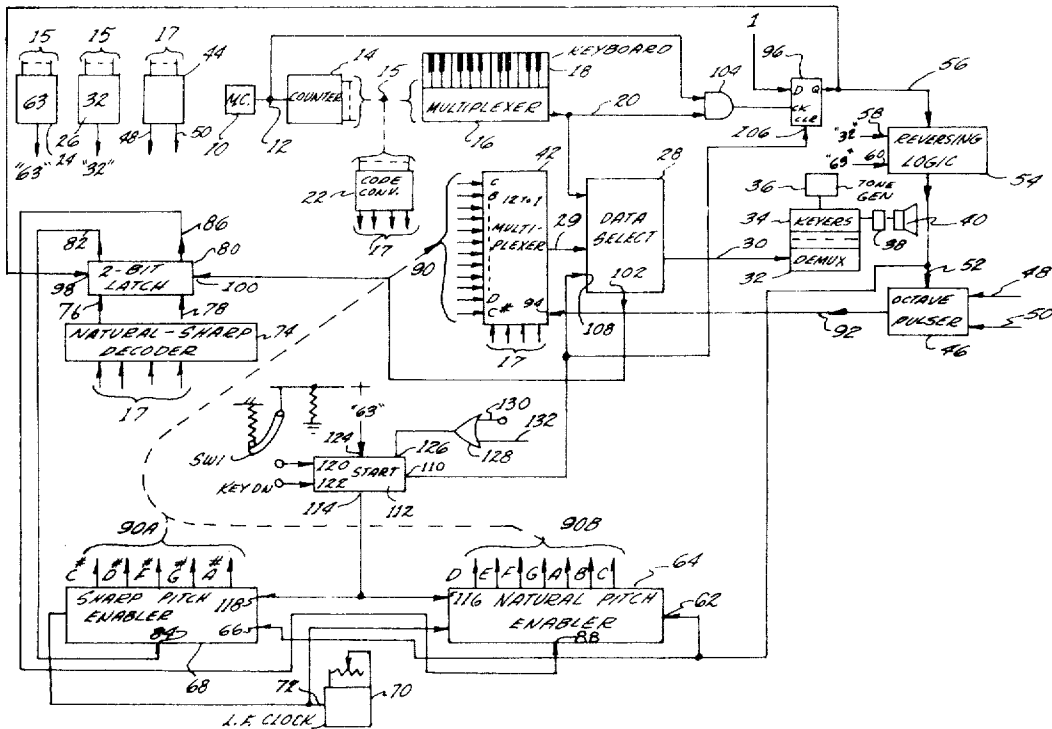 15 15 17
44
63 32
24 26 48 50
"63" "32"
M.C. 10 12
14 COUNTER 15
KEYBOARD 18
MULTIPLEXER 16 20
104
1 96 D Q CK CLR 106
56
"32" 58
"63" 60
REVERSING LOGIC 54
CODE CONV. 22 17
42 C B 12 TO 1 MULTIPLEXER D C# 94 17
90
28 DATA SELECT 29 102 108
30
36 TONE GEN
34 KEYERS 38 40
DEMUX 32
52
OCTAVE PULSER 46
48
50
92
86
82 80
2-BIT LATCH
98 100
76 78
NATURAL-SHARP DECODER 74
17
SW1
+
"63"
124 126
130
132
128
120 START 110
KEY DN 122
114 112
90A
C# D# F# G# A#
SHARP PITCH ENABLER 118
84 66
68
90B
D E F G A B C
64
116 NATURAL PITCH ENABLER
62
88
72 70
L.F. CLOCK